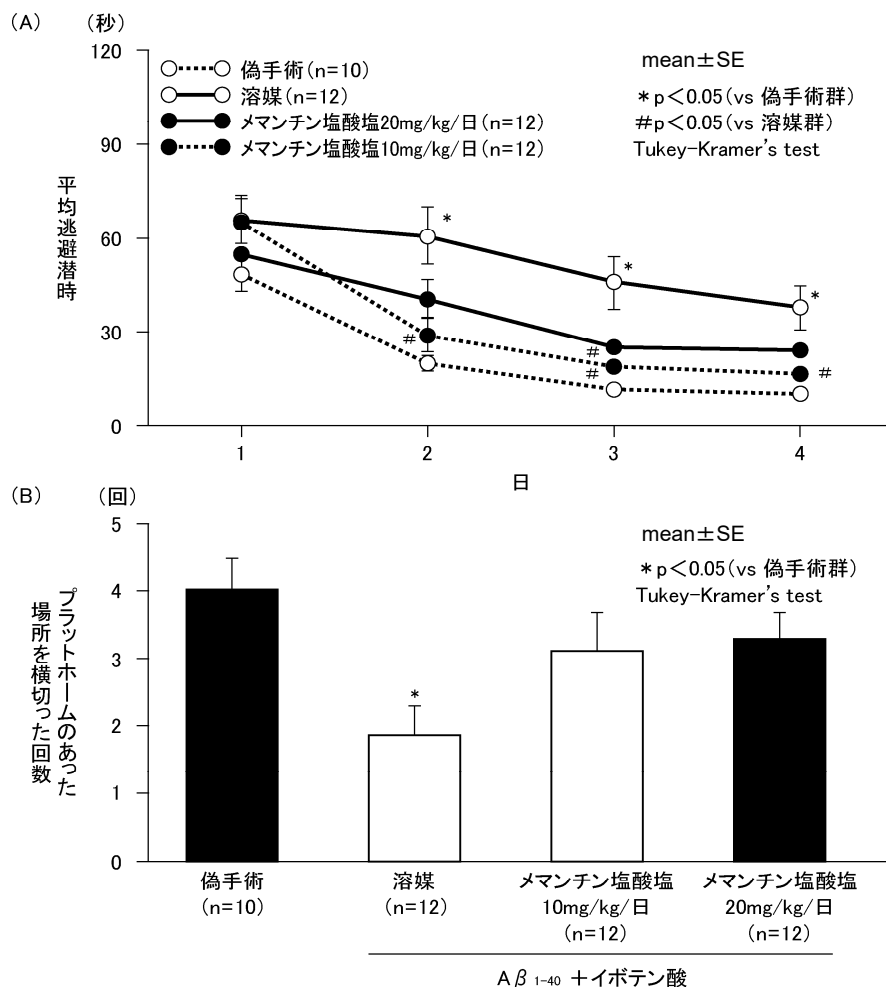 (A)
(秒)
120
90
60
30
0
平均逃避潜時
偽手術(n=10)
溶媒(n=12)
メマンチン塩酸塩20mg/kg/日(n=12)
メマンチン塩酸塩10mg/kg/日(n=12)
mean±SE
*p<0.05(vs 偽手術群)
#p<0.05(vs 溶媒群)
Tukey-Kramer's test
*
*
*
#
#
#
#
1
2
3
4
日
(B)
(回)
5
4
3
2
1
0
プラットホームのあった
場所を横切った回数
mean±SE
*p<0.05(vs 偽手術群)
Tukey-Kramer's test
*
偽手術
(n=10)
溶媒
(n=12)
メマンチン塩酸塩
10mg/kg/日
(n=12)
メマンチン塩酸塩
20mg/kg/日
(n=12)
Aβ1-40+イボテン酸